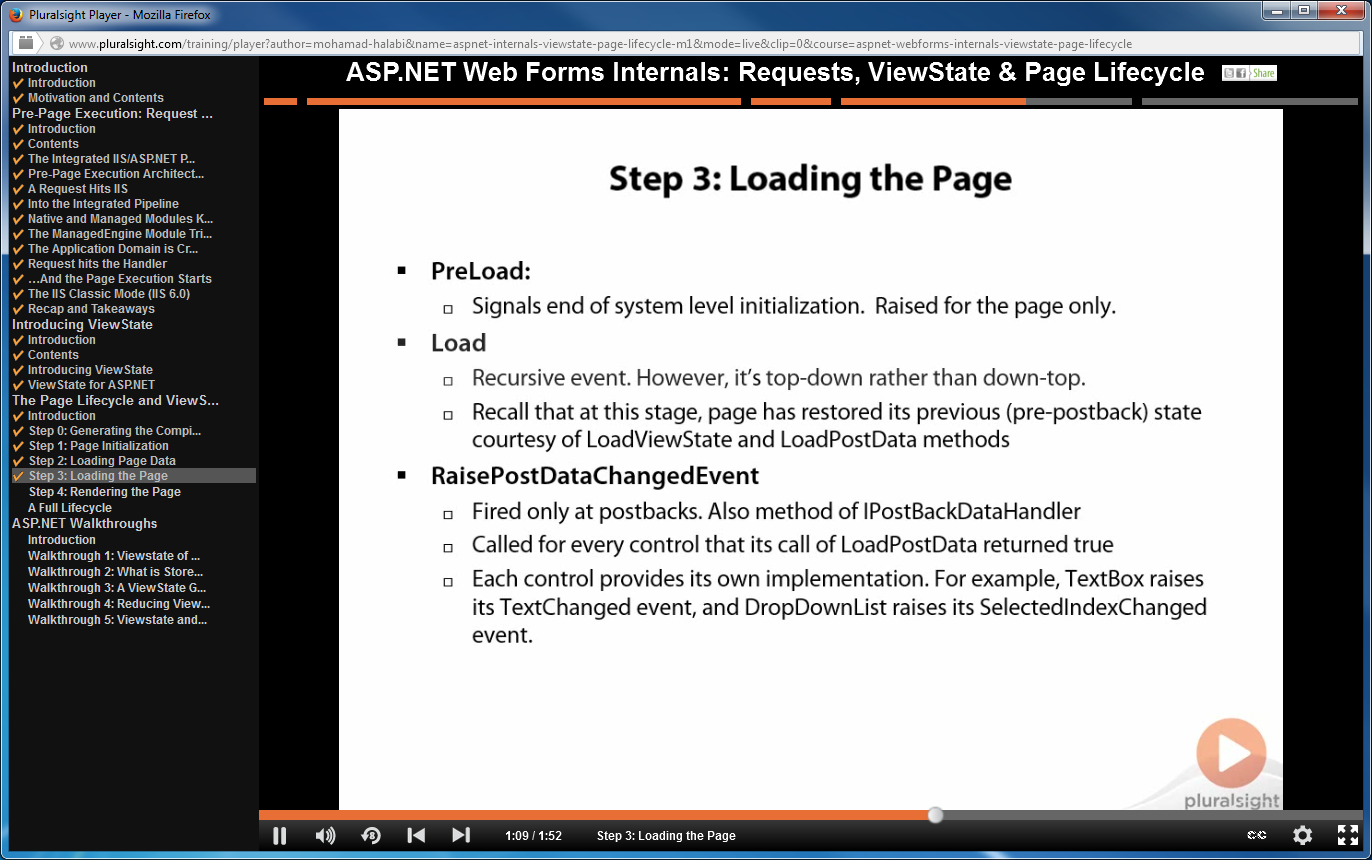 Pluralsight Player - Mozilla Firefox
www.pluralsight.com/training/player?author=mohamad-halabi&name=aspnet-internals-viewstate-page-lifecycle-m1&mode=live&clip=0&course=aspnet-webforms-internals-viewstate-page-lifecycle
Introduction
Introduction
Motivation and Contents
Pre-Page Execution: Request ...
Introduction
Contents
The Integrated IIS/ASP.NET P...
Pre-Page Execution Architect...
A Request Hits IIS
Into the Integrated Pipeline
Native and Managed Modules K...
The ManagedEngine Module Tri...
The Application Domain is Cr...
Request hits the Handler
...And the Page Execution Starts
The IIS Classic Mode (IIS 6.0)
Recap and Takeaways
Introducing ViewState
Introduction
Contents
Introducing ViewState
ViewState for ASP.NET
The Page Lifecycle and ViewS...
Introduction
Step 0: Generating the Compi...
Step 1: Page Initialization
Step 2: Loading Page Data
Step 3: Loading the Page
Step 4: Rendering the Page
A Full Lifecycle
ASP.NET Walkthroughs
Introduction
Walkthrough 1: Viewstate of ...
Walkthrough 2: What is Store...
Walkthrough 3: A ViewState G...
Walkthrough 4: Reducing View...
Walkthrough 5: Viewstate and...
ASP.NET Web Forms Internals: Requests, ViewState & Page Lifecycle
Share
Step 3: Loading the Page
PreLoad:
Signals end of system level initialization. Raised for the page only.
Load
Recursive event. However, it's top-down rather than down-top.
Recall that at this stage, page has restored its previous (pre-postback) state
courtesy of LoadViewState and LoadPostData methods
RaisePostDataChangedEvent
Fired only at postbacks. Also method of IPostBackDataHandler
Called for every control that its call of LoadPostData returned true
Each control provides its own implementation. For example, TextBox raises
its TextChanged event, and DropDownList raises its SelectedIndexChanged
event.
pluralsight
8
1:09 / 1:52
Step 3: Loading the Page
CC